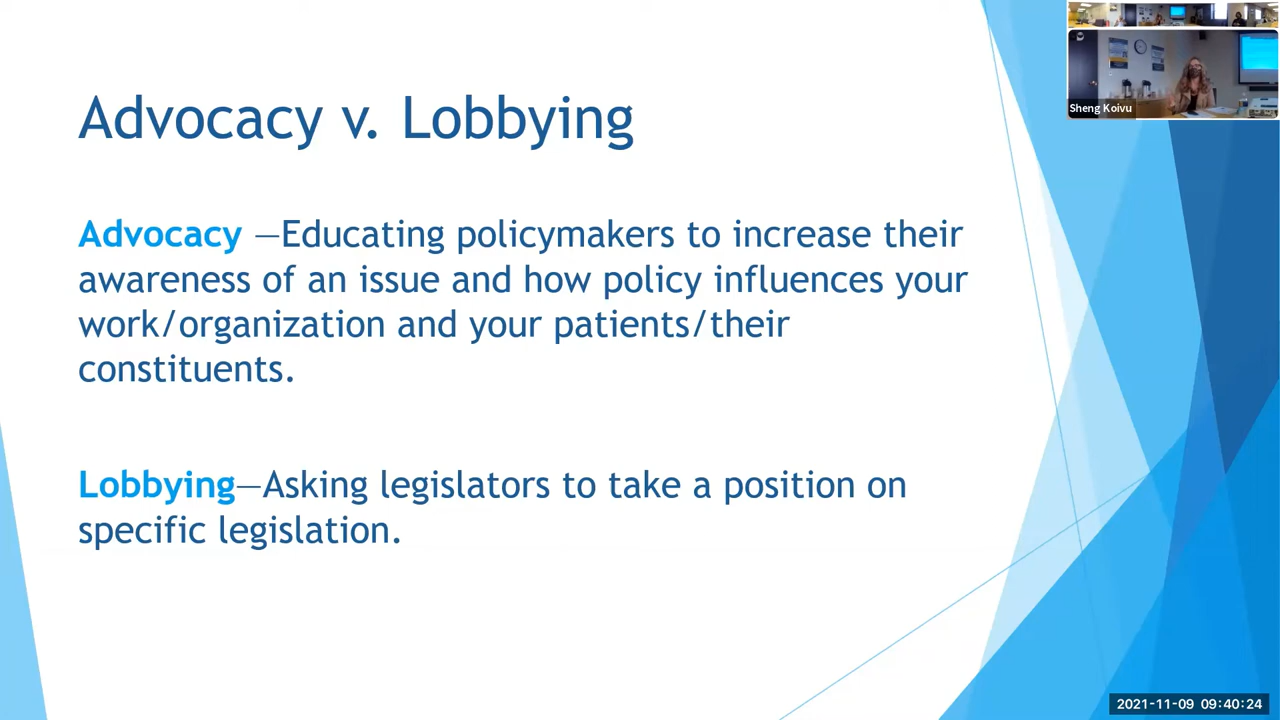 Advocacy v. Lobbying
Sheng Koivu
Advocacy —Educating policymakers to increase their
awareness of an issue and how policy influences your
work/organization and your patients/their
constituents.
Lobbying—Asking legislators to take a position on
specific legislation.
2021-11-09 09:40:24